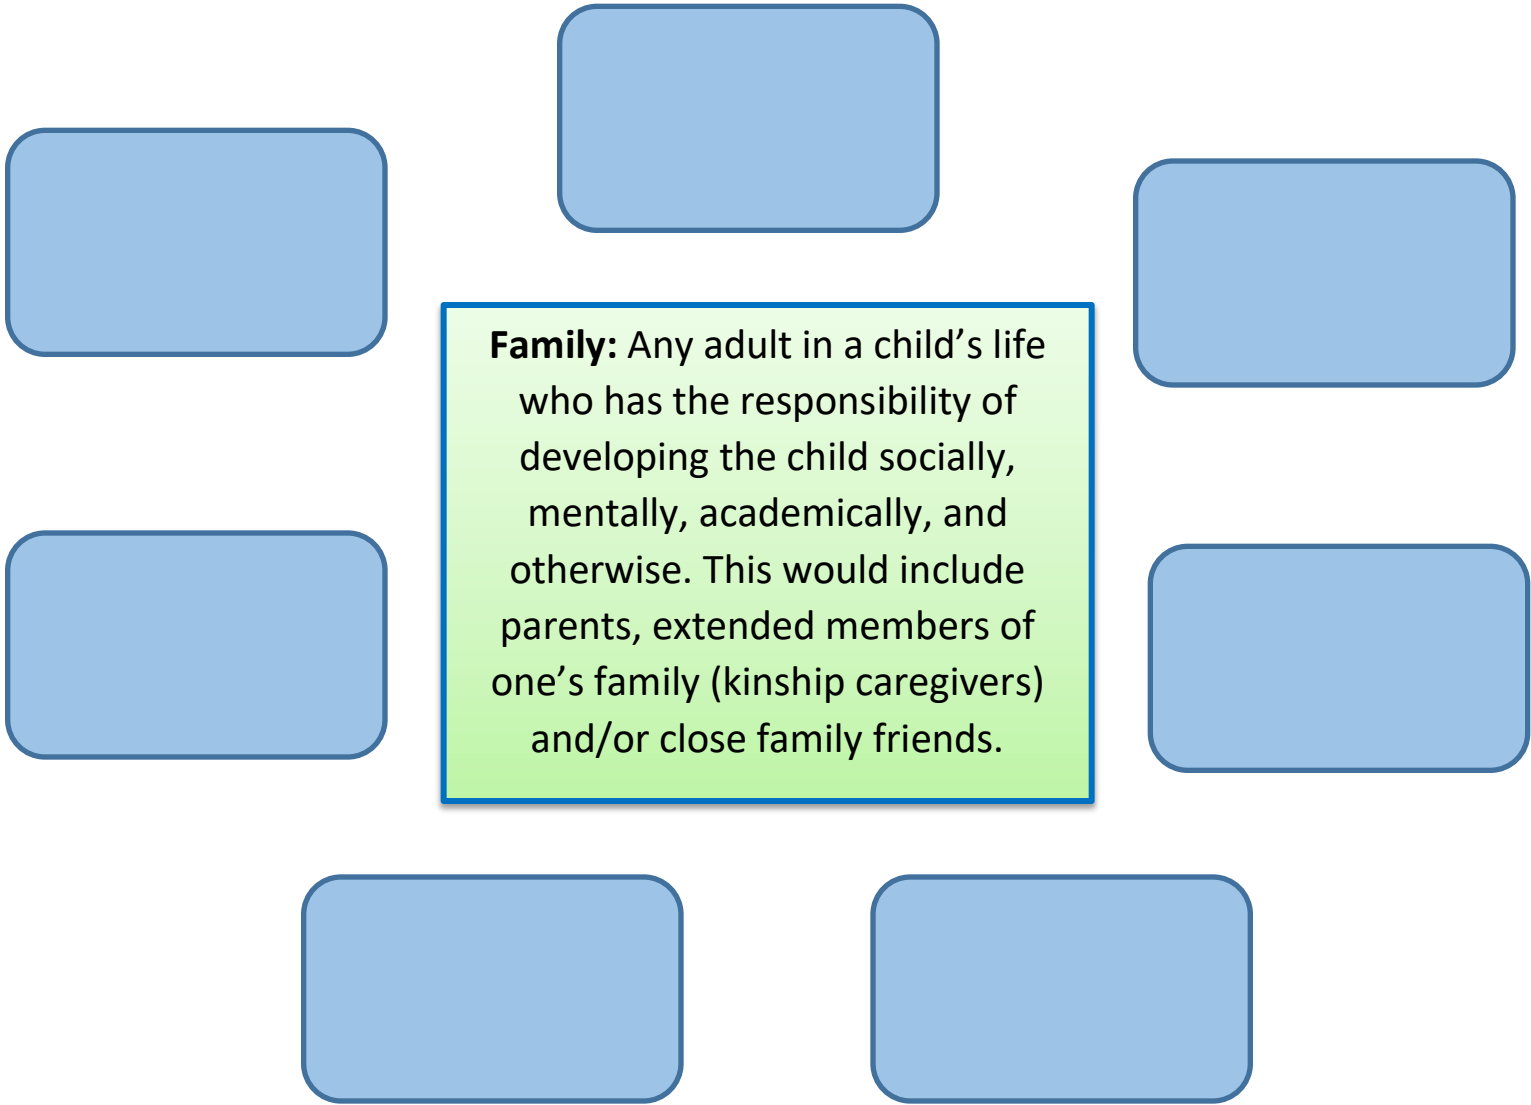 Family: Any adult in a child’s life
who has the responsibility of
developing the child socially,
mentally, academically, and
otherwise. This would include
parents, extended members of
one’s family (kinship caregivers)
and/or close family friends.